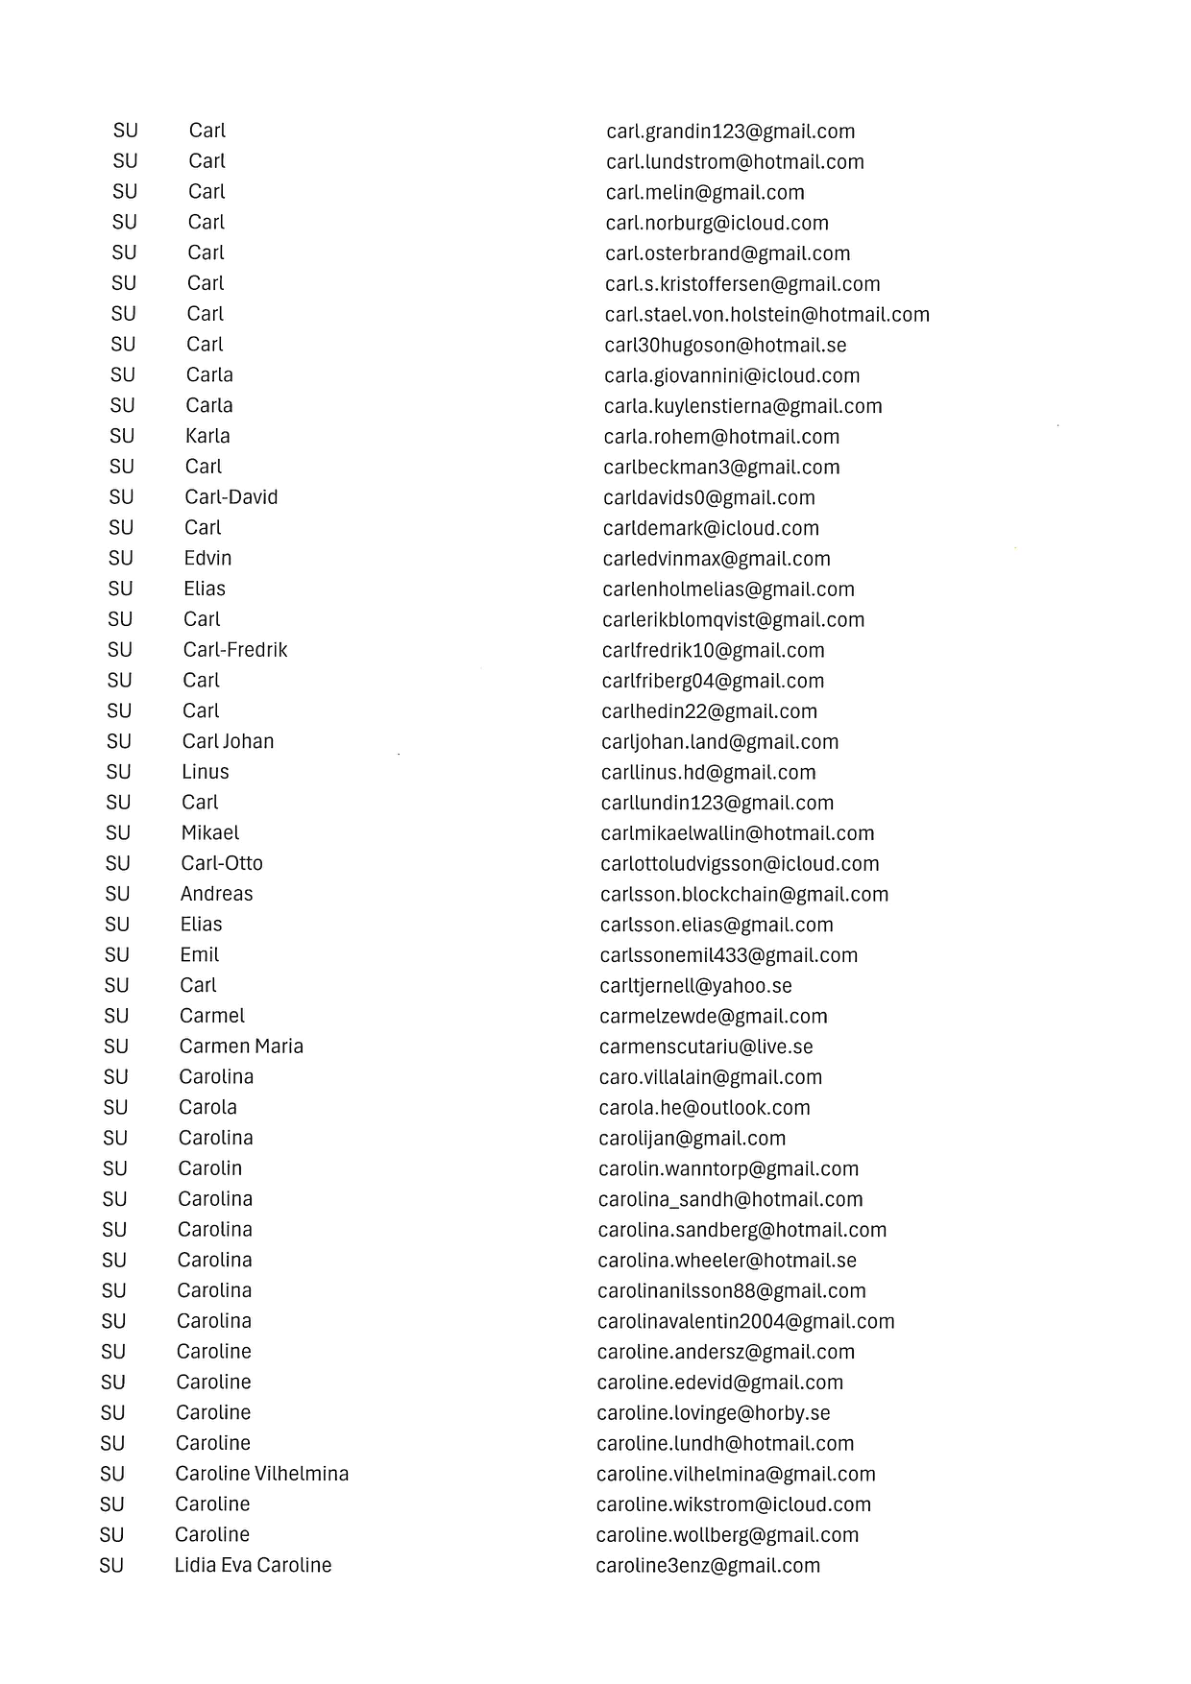 SU Carl carl.grandin123@gmail.com
SU Carl carl.lundstrom@hotmail.com
SU Carl carl.melin@gmail.com
SU Carl carl.norburg@icloud.com
SU Carl carl.osterbrand@gmail.com
SU Carl carl.s.kristoffersen@gmail.com
SU Carl carl.stael.von.holstein@hotmail.com
SU Carl carl30hugoson@hotmail.se
SU Carla carla.giovannini@icloud.com
SU Carla carla.kuylenstierna@gmail.com
SU Karla carla.rohem@hotmail.com
SU Carl carlbeckman3@gmail.com
SU Carl-David carldavids0@gmail.com
SU Carl carldemark@icloud.com
SU Edvin carledvinmax@gmail.com
SU Elias carlenholmelias@gmail.com
SU Carl carlerikblomqvist@gmail.com
SU Carl-Fredrik carlfredrik10@gmail.com
SU Carl carlfriberg04@gmail.com
SU Carl carlhedin22@gmail.com
SU Carl Johan carljohan.land@gmail.com
SU Linus carllinus.hd@gmail.com
SU Carl carllundin123@gmail.com
SU Mikael carlmikaelwallin@hotmail.com
SU Carl-Otto carlottoludvigsson@icloud.com
SU Andreas carlsson.blockchain@gmail.com
SU Elias carlsson.elias@gmail.com
SU Emil carlssonemil433@gmail.com
SU Carl carltjernell@yahoo.se
SU Carmel carmelzewde@gmail.com
SU Carmen Maria carmenscutariu@live.se
SU Carolina caro.villalain@gmail.com
SU Carola carola.he@outlook.com
SU Carolina carolijan@gmail.com
SU Carolin carolin.wanntorp@gmail.com
SU Carolina carolina_sandh@hotmail.com
SU Carolina carolina.sandberg@hotmail.com
SU Carolina carolina.wheeler@hotmail.se
SU Carolina carolinanilsson88@gmail.com
SU Carolina carolinavalentin2004@gmail.com
SU Caroline caroline.andersz@gmail.com
SU Caroline caroline.edevid@gmail.com
SU Caroline caroline.lovinge@horby.se
SU Caroline caroline.lundh@hotmail.com
SU Caroline Vilhelmina caroline.vilhelmina@gmail.com
SU Caroline caroline.wikstrom@icloud.com
SU Caroline caroline.wollberg@gmail.com
SU Lidia Eva Caroline caroline3enz@gmail.com